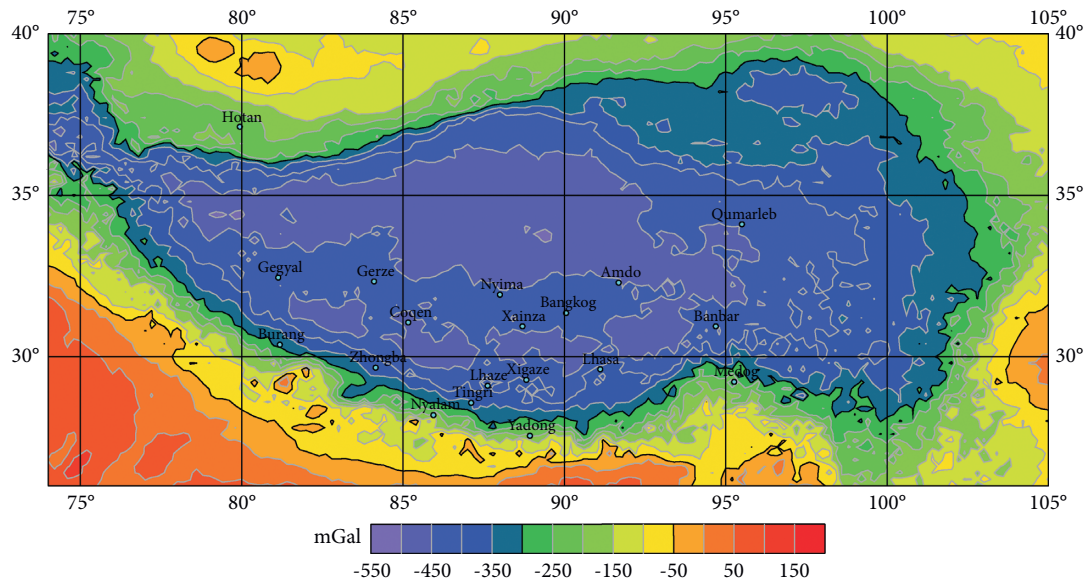 75° 80° 85° 90° 95° 100° 105°
40° 40°
Hotan
35° 35°
Qumarleb
Gegyal Gerze Amdo
Nyima
Bangkog
Coqen Xainza Banbar
Burang
30° 30°
Zhongba Lhasa
Lhaze Xigaze Medog
Tingri
Nyalam
Yadong
75° 80° 85° 90° 95° 100° 105°
mGal
-550 -450 -350 -250 -150 -50 50 150